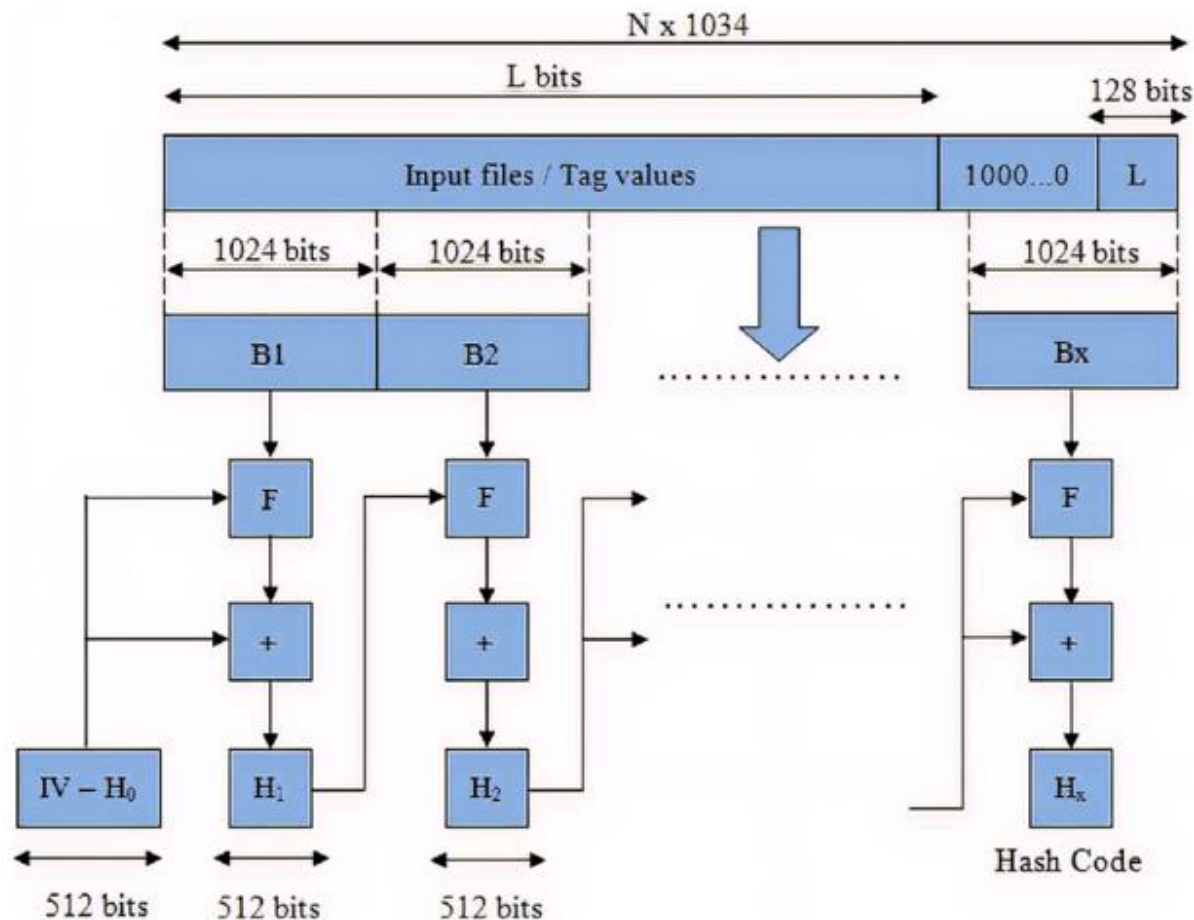 N x 1034
L bits
128 bits
Input files / Tag values
1000...0
L
1024 bits
1024 bits
1024 bits
B1
B2
Bx
F
F
F
+
+
+
IV – H₀
H₁
H₂
Hₓ
Hash Code
512 bits
512 bits
512 bits